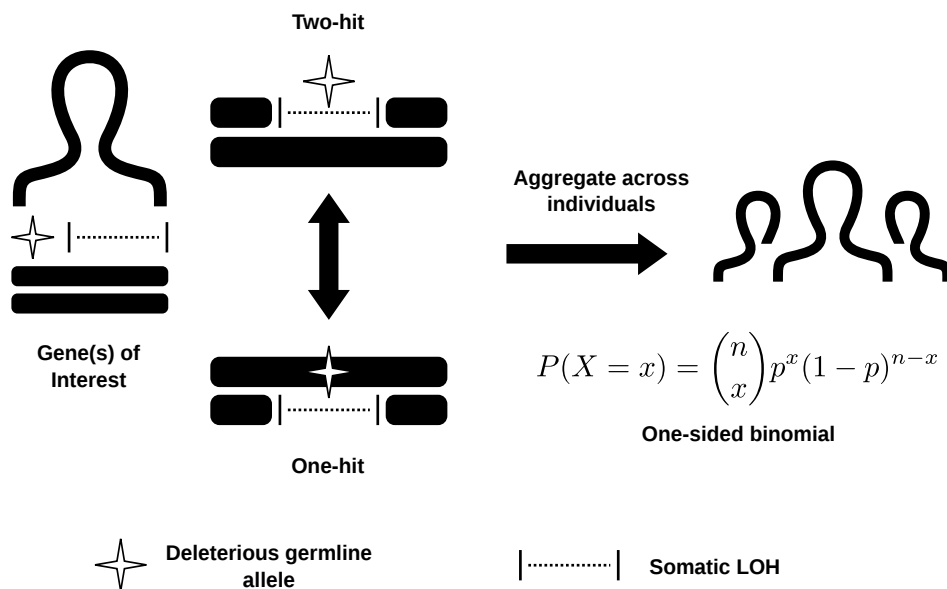 Two-hit
Aggregate across
individuals
Gene(s) of
Interest
P(X = x) = \binom{n}{x} p^x (1 − p)^{n−x}
One-sided binomial
One-hit
Deleterious germline
allele
Somatic LOH